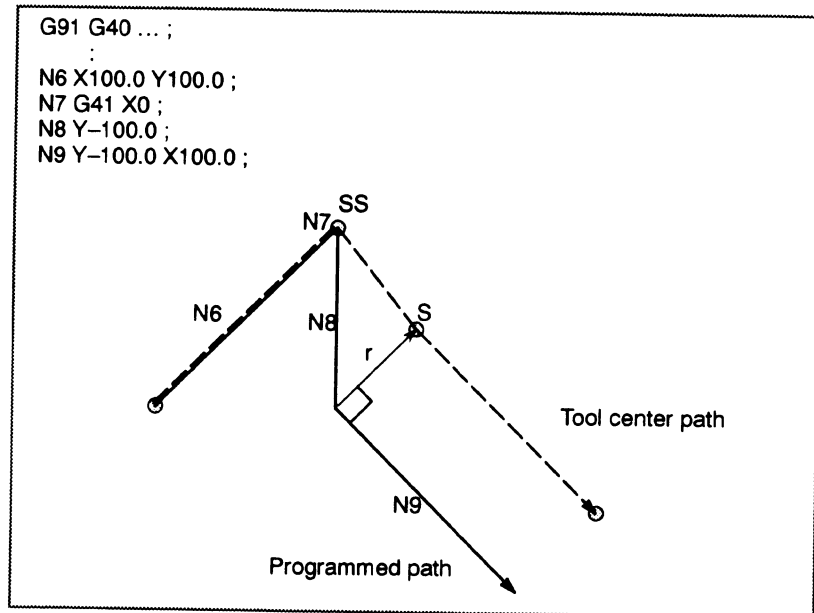 G91 G40 ... ;
:
N6 X100.0 Y100.0 ;
N7 G41 X0 ;
N8 Y–100.0 ;
N9 Y–100.0 X100.0 ;
SS
N7
N6
N8
S
r
Tool center path
N9
Programmed path